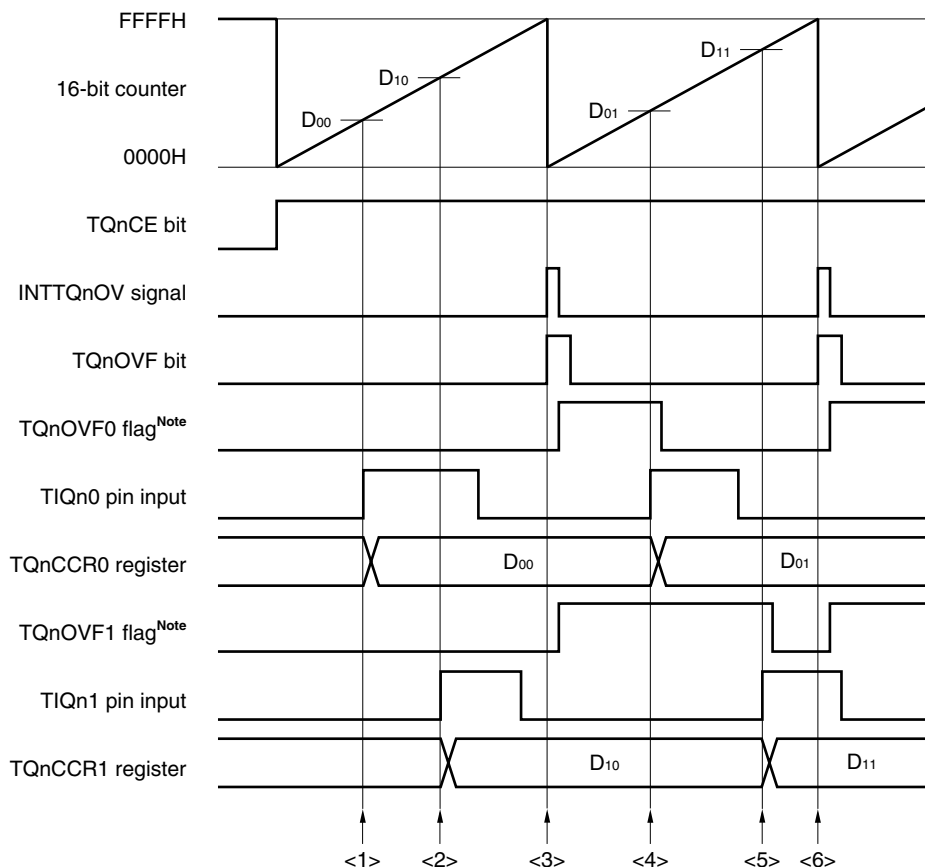 FFFFH
D11
D10
16-bit counter
D00
D01
0000H
TQnCE bit
INTTQnOV signal
TQnOVF bit
TQnOVF0 flagNote
TIQn0 pin input
TQnCCR0 register
D00
D01
TQnOVF1 flagNote
TIQn1 pin input
TQnCCR1 register
D10
D11
<1> <2> <3> <4> <5> <6>